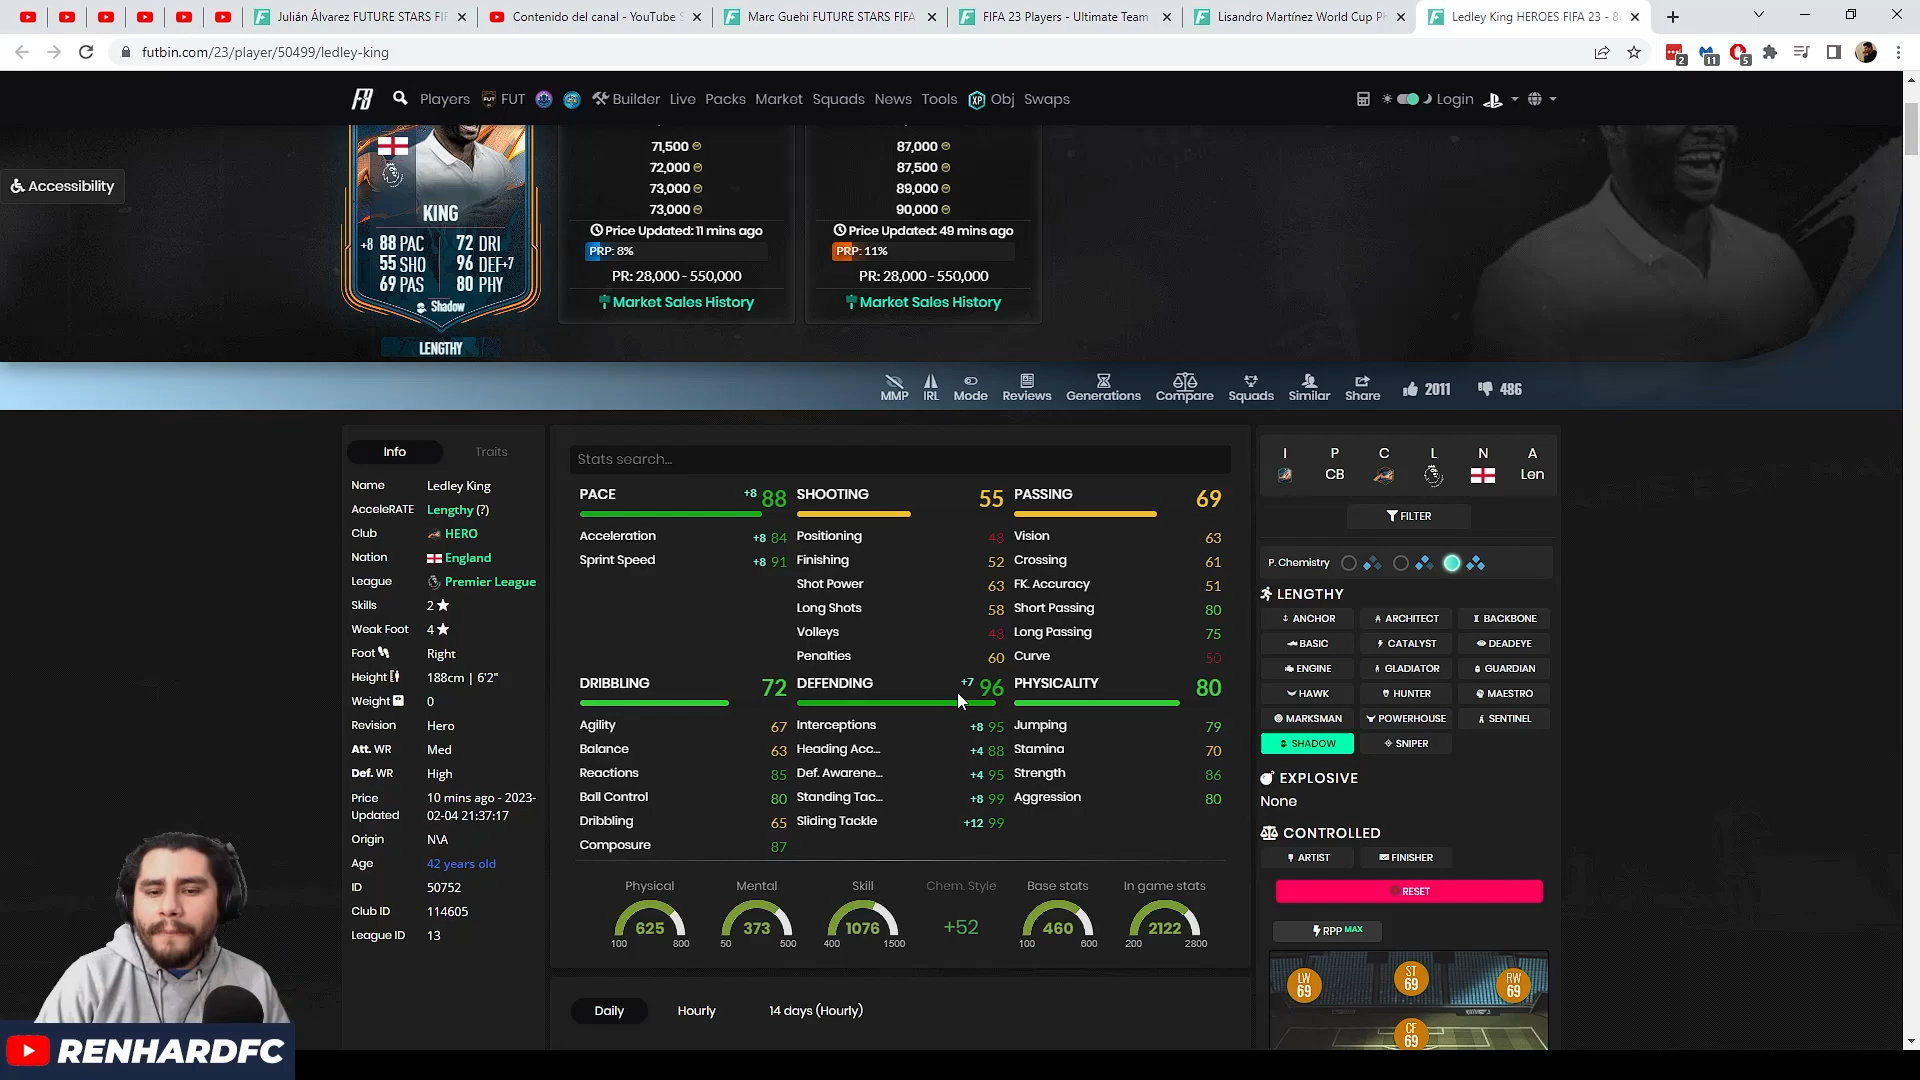 Julián Álvarez FUTURE STARS FIF
Contenido del canal - YouTube S
Marc Guehi FUTURE STARS FIFA
FIFA 23 Players - Ultimate Team
Lisandro Martínez World Cup Ph
Ledley King HEROES FIFA 23 - 8
futbin.com/23/player/50499/ledley-king
2
11
5
Players
FUT
Builder
Live
Packs
Market
Squads
News
Tools
XP Obj
Swaps
Login
Accessibility
KING
+8 88 PAC 72 DRI
55 SHO 96 DEF+7
69 PAS 80 PHY
Shadow
LENGTHY
71,500
72,000
73,000
73,000
Price Updated: 11 mins ago
PRP: 8%
PR: 28,000 - 550,000
Market Sales History
87,000
87,500
89,000
90,000
Price Updated: 49 mins ago
PRP: 11%
PR: 28,000 - 550,000
Market Sales History
MMP
IRL
Mode
Reviews
Generations
Compare
Squads
Similar
Share
2011
486
Info
Traits
Name Ledley King
AcceleRATE Lengthy (?)
Club HERO
Nation England
League Premier League
Skills 2
Weak Foot 4
Foot Right
Height 188cm | 6'2"
Weight 0
Revision Hero
Att. WR Med
Def. WR High
Price Updated 10 mins ago - 2023-
02-04 21:37:17
Origin N\A
Age 42 years old
ID 50752
Club ID 114605
League ID 13
Stats search...
PACE +8 88
Acceleration +8 84
Sprint Speed +8 91
SHOOTING 55
Positioning 48
Finishing 52
Shot Power 63
Long Shots 58
Volleys 48
Penalties 60
PASSING 69
Vision 63
Crossing 61
FK. Accuracy 51
Short Passing 80
Long Passing 75
Curve 50
DRIBBLING 72
Agility 67
Balance 63
Reactions 85
Ball Control 80
Dribbling 65
Composure 87
DEFENDING +7 96
Interceptions +8 95
Heading Acc... +4 88
Def. Awarene... +4 95
Standing Tac... +8 99
Sliding Tackle +12 99
PHYSICALITY 80
Jumping 79
Stamina 70
Strength 86
Aggression 80
Physical
625
100 800
Mental
373
50 500
Skill
1076
400 1500
Chem. Style
+52
Base stats
460
100 600
In game stats
2122
200 2800
Daily
Hourly
14 days (Hourly)
I P C L N A
CB Len
FILTER
P. Chemistry
LENGTHY
ANCHOR ARCHITECT BACKBONE
BASIC CATALYST DEADEYE
ENGINE GLADIATOR GUARDIAN
HAWK HUNTER MAESTRO
MARKSMAN POWERHOUSE SENTINEL
SHADOW SNIPER
EXPLOSIVE
None
CONTROLLED
ARTIST FINISHER
RESET
RPP MAX
LW 69
ST 69
RW 69
CF 69
RENHARDFC